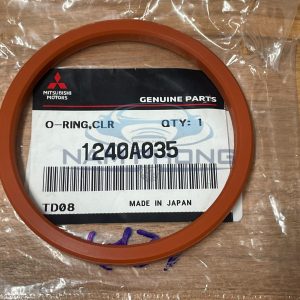 MITSUBISHI
MOTORS
GENUINE PARTS
O-RING,CLR QTY: 1
1240A035
TD08 MADE IN JAPAN